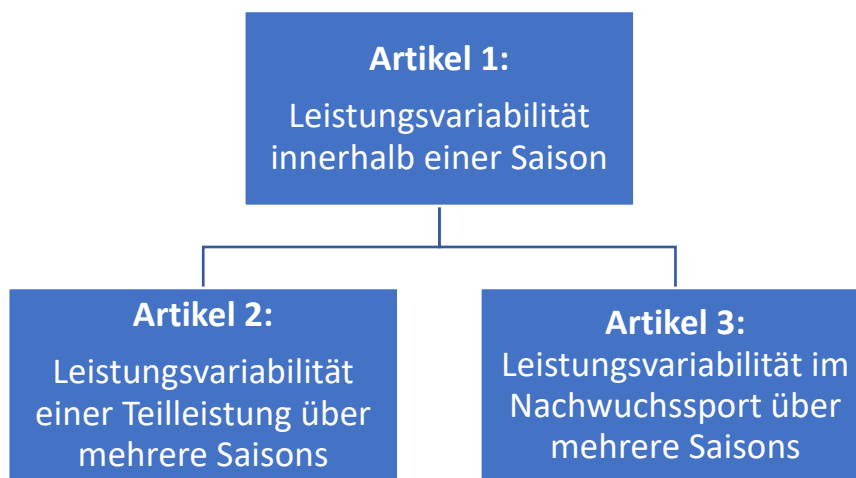 Artikel 1:
Leistungsvariabilität
innerhalb einer Saison
Artikel 2:
Leistungsvariabilität
einer Teilleistung über
mehrere Saisons
Artikel 3:
Leistungsvariabilität im
Nachwuchssport über
mehrere Saisons